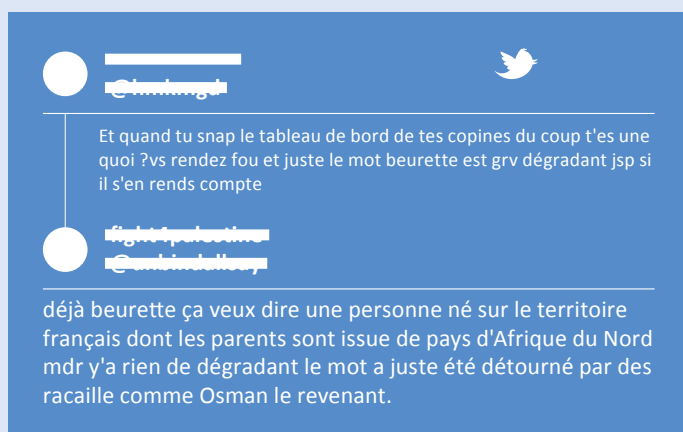 Et quand tu snap le tableau de bord de tes copines du coup t'es une
quoi ?vs rendez fou et juste le mot beurette est grv dégradant jsp si
il s'en rends compte
déjà beurette ça veux dire une personne né sur le territoire
français dont les parents sont issue de pays d'Afrique du Nord
mdr y'a rien de dégradant le mot a juste été détourné par des
racaille comme Osman le revenant.